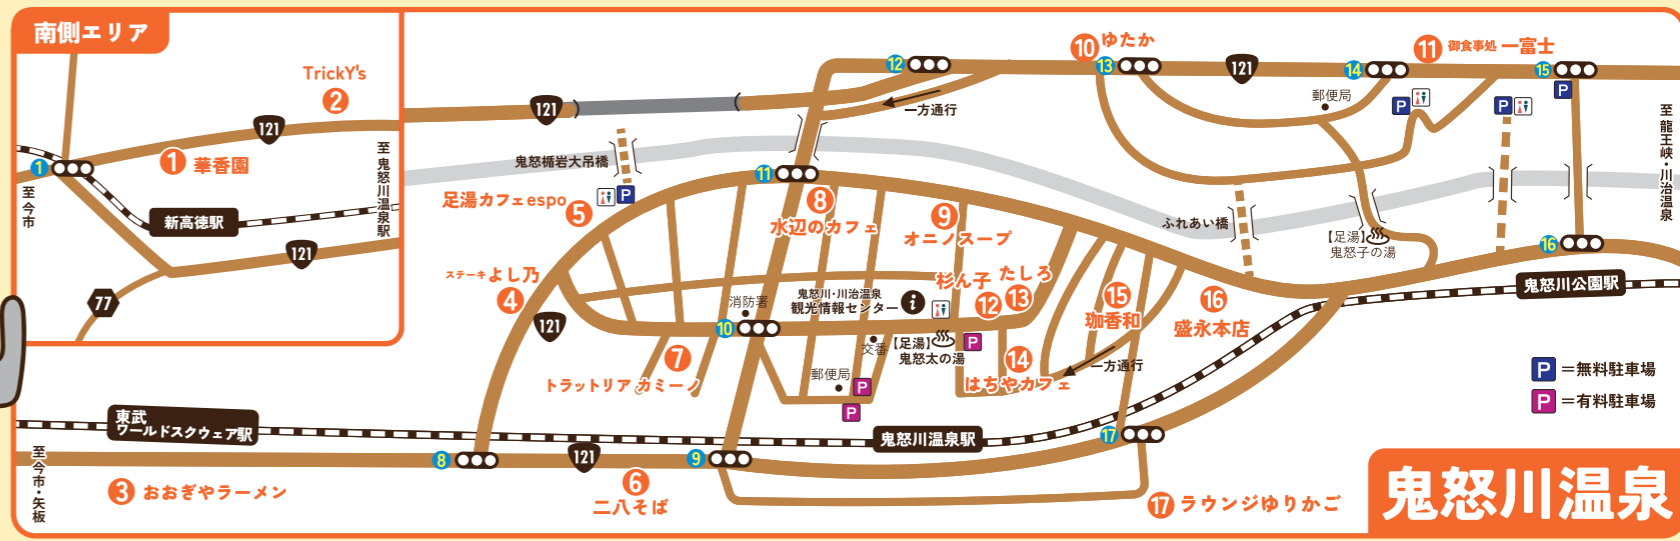 南側エリア
TrickY's
2
121
1 華香園
1
至今市
新高徳駅
至鬼怒川温泉駅
121
77
121
12
一方通行
10 ゆたか
13
121
14
11 御食事処 一富士
15
P
郵便局
P
P
至龍王峡・川治温泉
鬼怒楯岩大吊橋
P
足湯カフェespo 5
11
8
水辺のカフェ
9
オニノスープ
ふれあい橋
【足湯】
鬼怒子の湯
16
鬼怒川公園駅
ステーキ よし乃
4
121
消防署
10
鬼怒川・川治温泉
観光情報センター i
杉ん子 たしろ
12 13
15
珈香和
16
盛永本店
交番
【足湯】
鬼怒太の湯
P
7
トラットリア カミーノ
郵便局
P
P
14
はちやカフェ
一方通行
P =無料駐車場
P =有料駐車場
東武
ワールドスクウェア駅
鬼怒川温泉駅
17
至今市・矢板
8
121
9
3 おおぎやラーメン
6
二八そば
17 ラウンジゆりかご
鬼怒川温泉